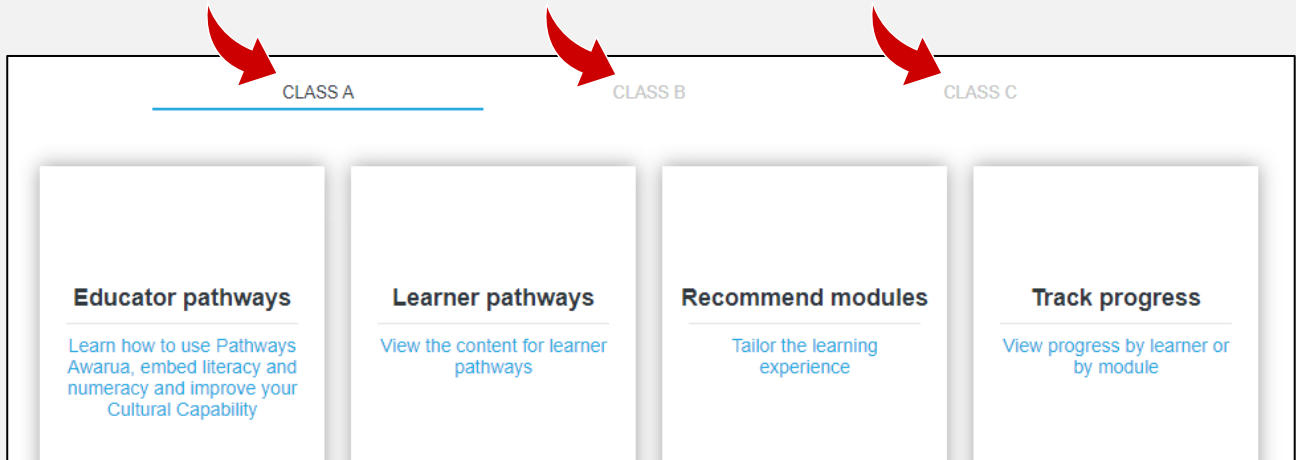 CLASS A
CLASS B
CLASS C
Educator pathways
Learn how to use Pathways
Awarua, embed literacy and
numeracy and improve your
Cultural Capability
Learner pathways
View the content for learner
pathways
Recommend modules
Tailor the learning
experience
Track progress
View progress by learner or
by module